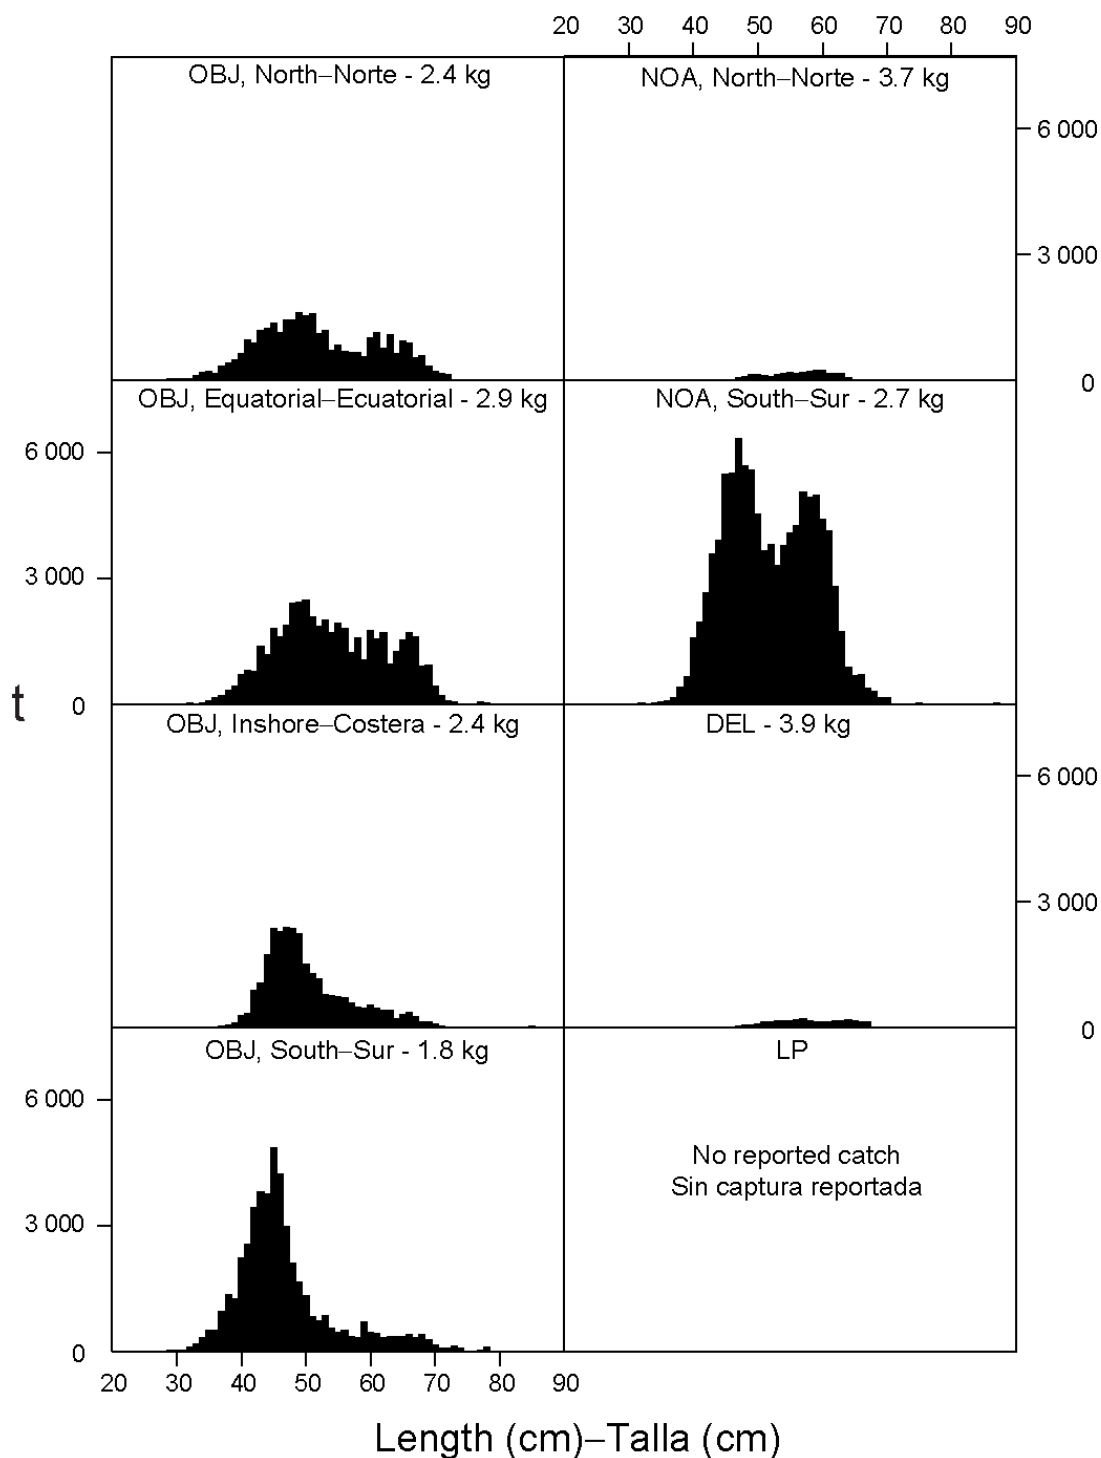 20 30 40 50 60 70 80 90
OBJ, North–Norte - 2.4 kg
NOA, North–Norte - 3.7 kg
6 000
3 000
0
OBJ, Equatorial–Ecuatorial - 2.9 kg
NOA, South–Sur - 2.7 kg
6 000
3 000
t
0
OBJ, Inshore–Costera - 2.4 kg
DEL - 3.9 kg
6 000
3 000
0
OBJ, South–Sur - 1.8 kg
LP
6 000
No reported catch
Sin captura reportada
3 000
0
20 30 40 50 60 70 80 90
Length (cm)–Talla (cm)